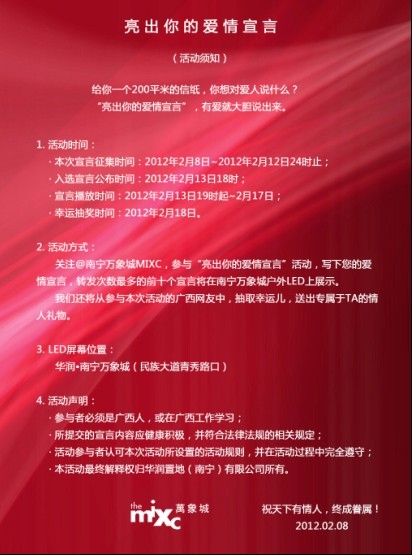 亮出你的爱情宣言
（活动须知）
给你一个200平米的信纸，你想对爱人说什么？
“亮出你的爱情宣言”，有爱就大胆说出来。
1. 活动时间：
· 本次宣言征集时间：2012年2月8日~2012年2月12日24时止；
· 入选宣言公布时间：2012年2月13日18时；
· 宣言播放时间：2012年2月13日19时起~2月17日；
· 幸运抽奖时间：2012年2月18日。
2. 活动方式：
关注@南宁万象城MIXC，参与“亮出你的爱情宣言”活动，写下您的爱
情宣言，转发次数最多的前十个宣言将在南宁万象城户外LED上展示。
我们还将从参与本次活动的广西网友中，抽取幸运儿，送出专属于TA的情
人礼物。
3. LED屏幕位置：
华润•南宁万象城（民族大道青秀路口）
4. 活动声明：
· 参与者必须是广西人，或在广西工作学习；
· 所提交的宣言内容应健康积极，并符合法律法规的相关规定；
· 活动参与者认可本次活动所设置的活动规则，并在活动过程中完全遵守；
· 本活动最终解释权归华润置地（南宁）有限公司所有。
the mixc 萬象城
祝天下有情人，终成眷属！
2012.02.08